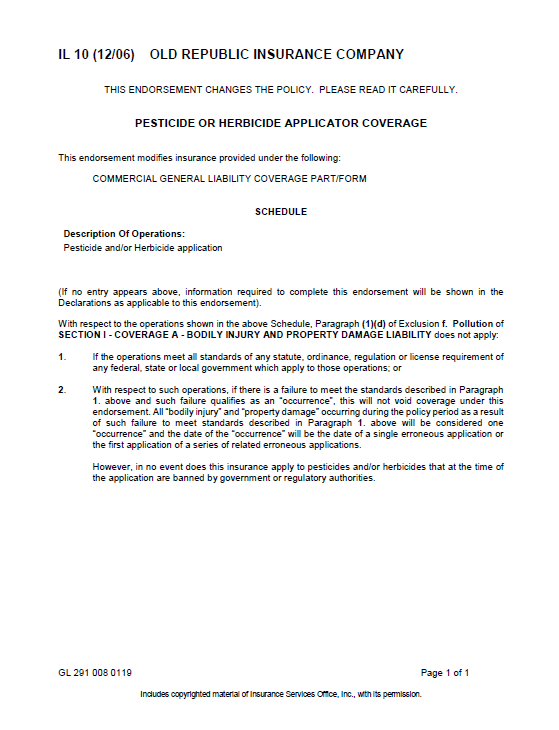 IL 10 (12/06) OLD REPUBLIC INSURANCE COMPANY
THIS ENDORSEMENT CHANGES THE POLICY. PLEASE READ IT CAREFULLY.
PESTICIDE OR HERBICIDE APPLICATOR COVERAGE
This endorsement modifies insurance provided under the following:
COMMERCIAL GENERAL LIABILITY COVERAGE PART/FORM
SCHEDULE
Description Of Operations:
Pesticide and/or Herbicide application
(If no entry appears above, information required to complete this endorsement will be shown in the
Declarations as applicable to this endorsement).
With respect to the operations shown in the above Schedule, Paragraph (1)(d) of Exclusion f. Pollution of
SECTION I - COVERAGE A - BODILY INJURY AND PROPERTY DAMAGE LIABILITY does not apply:
1. If the operations meet all standards of any statute, ordinance, regulation or license requirement of
any federal, state or local government which apply to those operations; or
2. With respect to such operations, if there is a failure to meet the standards described in Paragraph
1. above and such failure qualifies as an "occurrence", this will not void coverage under this
endorsement. All "bodily injury" and "property damage" occurring during the policy period as a result
of such failure to meet standards described in Paragraph 1. above will be considered one
"occurrence" and the date of the "occurrence" will be the date of a single erroneous application or
the first application of a series of related erroneous applications.
However, in no event does this insurance apply to pesticides and/or herbicides that at the time of
the application are banned by government or regulatory authorities.
GL 291 008 0119 Page 1 of 1
Includes copyrighted material of Insurance Services Office, Inc., with its permission.